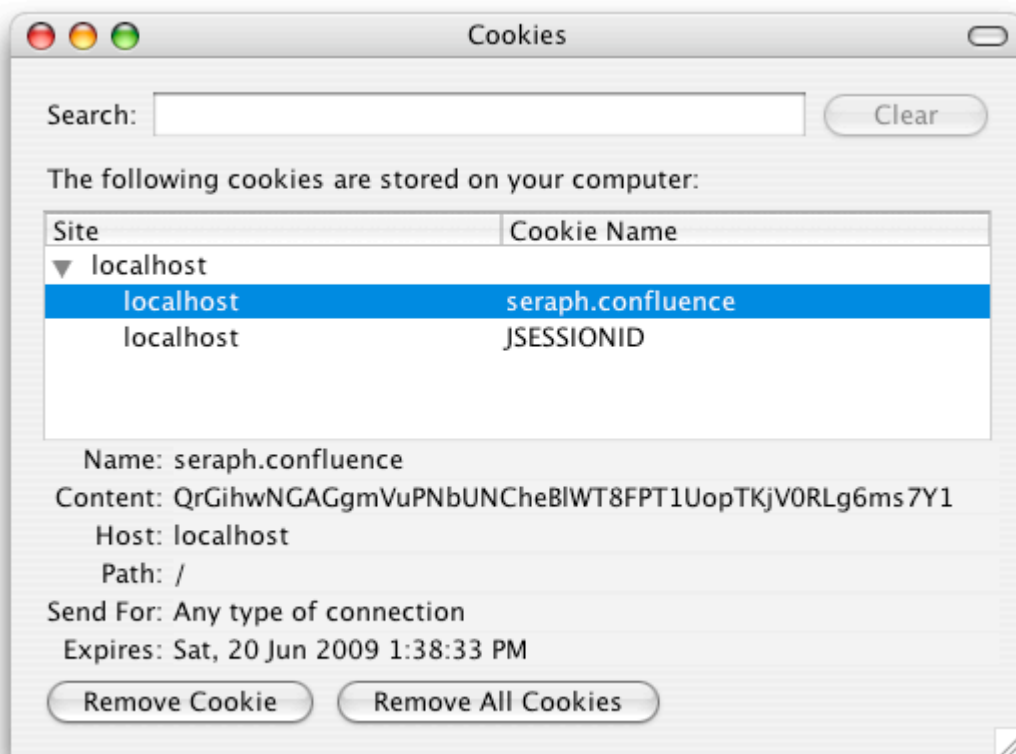 Cookies
Search: Clear
The following cookies are stored on your computer:
Site Cookie Name
localhost
localhost seraph.confluence
localhost JSESSIONID
Name: seraph.confluence
Content: QrGihwNGAGgmVuPNbUNCheBlWT8FPT1UopTKjV0RLg6ms7Y1
Host: localhost
Path: /
Send For: Any type of connection
Expires: Sat, 20 Jun 2009 1:38:33 PM
Remove Cookie Remove All Cookies